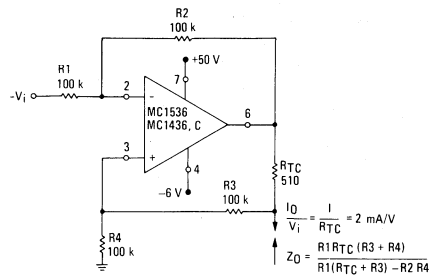 R2
100 k
+50 V
R1
100 k
7
-Vi
2
-
MC1536
MC1436, C
6
3
+
4
RTC
510
-6 V
R3
100 k
IO / Vi = I / RTC = 2 mA/V
R4
100 k
ZO = R1 RTC (R3 + R4) / R1(RTC + R3) - R2 R4